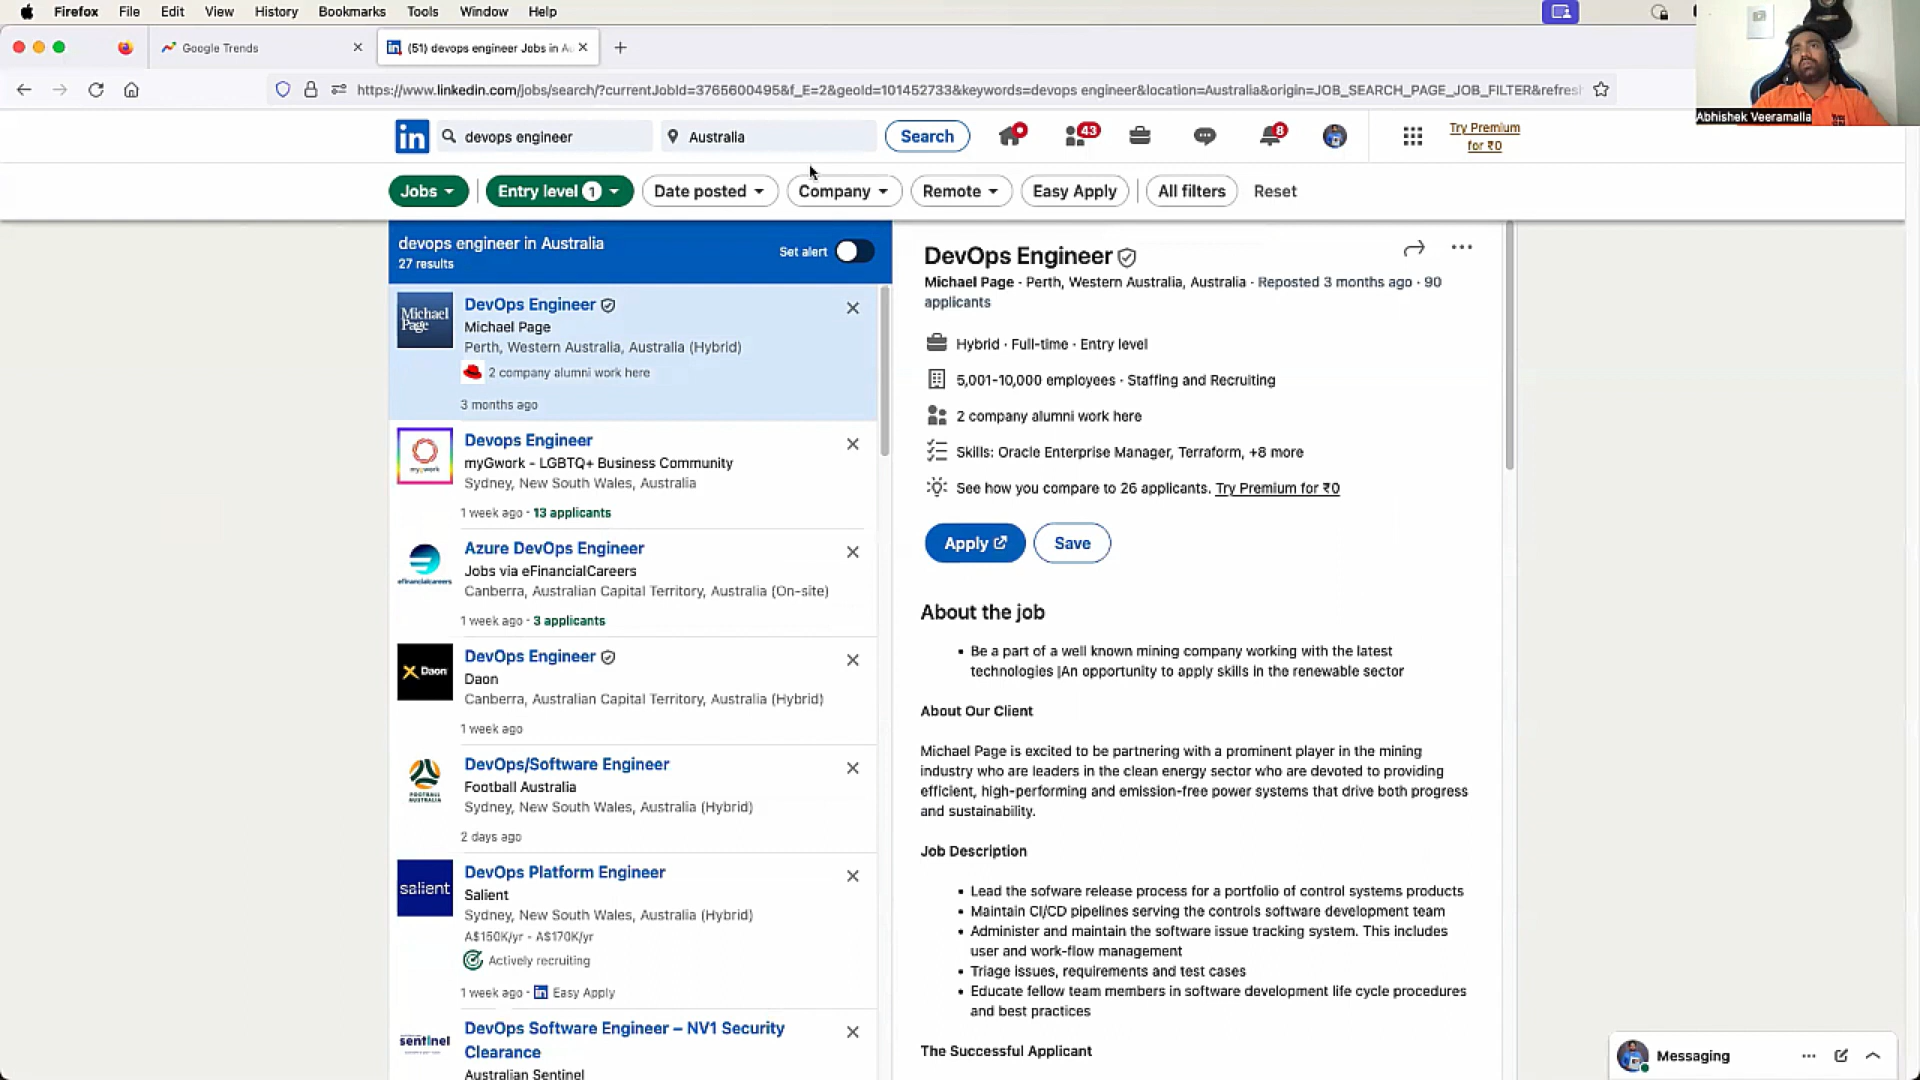 Firefox File Edit View History Bookmarks Tools Window Help
Google Trends
(51) devops engineer Jobs in Au
https://www.linkedin.com/jobs/search/?currentJobId=3765600495&f_E=2&geoId=101452733&keywords=devops engineer&location=Australia&origin=JOB_SEARCH_PAGE_JOB_FILTER&refresh
Abhishek Veeramalla
in
devops engineer
Australia
Search
43
8
Try Premium
for ₹0
Jobs
Entry level 1
Date posted
Company
Remote
Easy Apply
All filters
Reset
devops engineer in Australia
27 results
Set alert
Michael
Page
DevOps Engineer
Michael Page
Perth, Western Australia, Australia (Hybrid)
2 company alumni work here
3 months ago
myGwork
Devops Engineer
myGwork - LGBTQ+ Business Community
Sydney, New South Wales, Australia
1 week ago · 13 applicants
eFinancialCareers
Azure DevOps Engineer
Jobs via eFinancialCareers
Canberra, Australian Capital Territory, Australia (On-site)
1 week ago · 3 applicants
Daon
DevOps Engineer
Daon
Canberra, Australian Capital Territory, Australia (Hybrid)
1 week ago
FOOTBALL
AUSTRALIA
DevOps/Software Engineer
Football Australia
Sydney, New South Wales, Australia (Hybrid)
2 days ago
salient
DevOps Platform Engineer
Salient
Sydney, New South Wales, Australia (Hybrid)
A$150K/yr - A$170K/yr
Actively recruiting
1 week ago · in Easy Apply
sentinel
DevOps Software Engineer – NV1 Security
Clearance
Australian Sentinel
DevOps Engineer
Michael Page · Perth, Western Australia, Australia · Reposted 3 months ago · 90
applicants
Hybrid · Full-time · Entry level
5,001-10,000 employees · Staffing and Recruiting
2 company alumni work here
Skills: Oracle Enterprise Manager, Terraform, +8 more
See how you compare to 26 applicants. Try Premium for ₹0
Apply
Save
About the job
• Be a part of a well known mining company working with the latest
technologies |An opportunity to apply skills in the renewable sector
About Our Client
Michael Page is excited to be partnering with a prominent player in the mining
industry who are leaders in the clean energy sector who are devoted to providing
efficient, high-performing and emission-free power systems that drive both progress
and sustainability.
Job Description
• Lead the sofware release process for a portfolio of control systems products
• Maintain CI/CD pipelines serving the controls software development team
• Administer and maintain the software issue tracking system. This includes
user and work-flow management
• Triage issues, requirements and test cases
• Educate fellow team members in software development life cycle procedures
and best practices
The Successful Applicant
Messaging